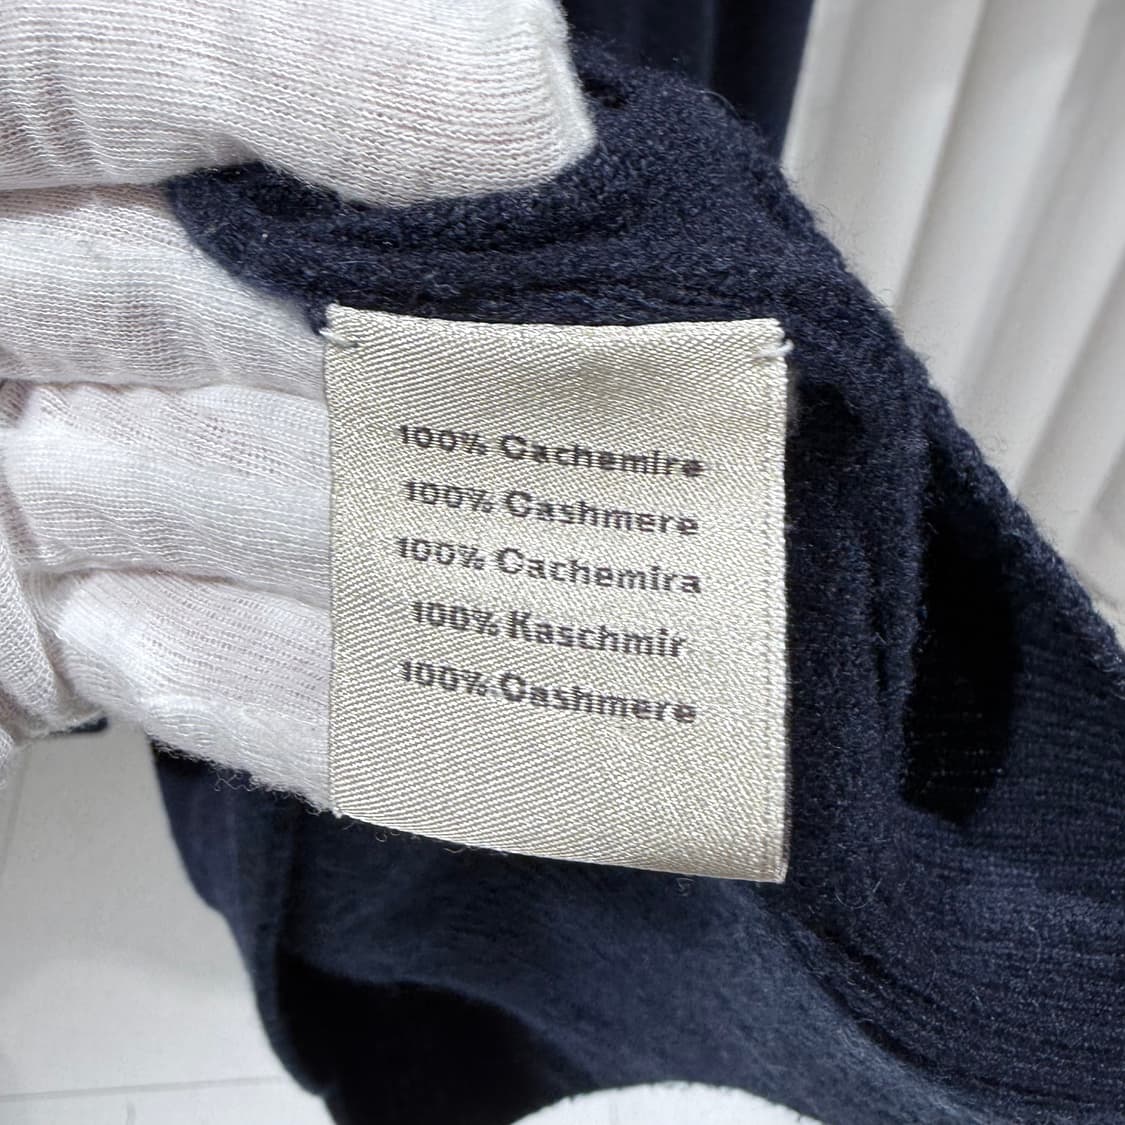 100% Cachemire
100% Cashmere
100% Cachemira
100% Kaschmir
100% Cashmere